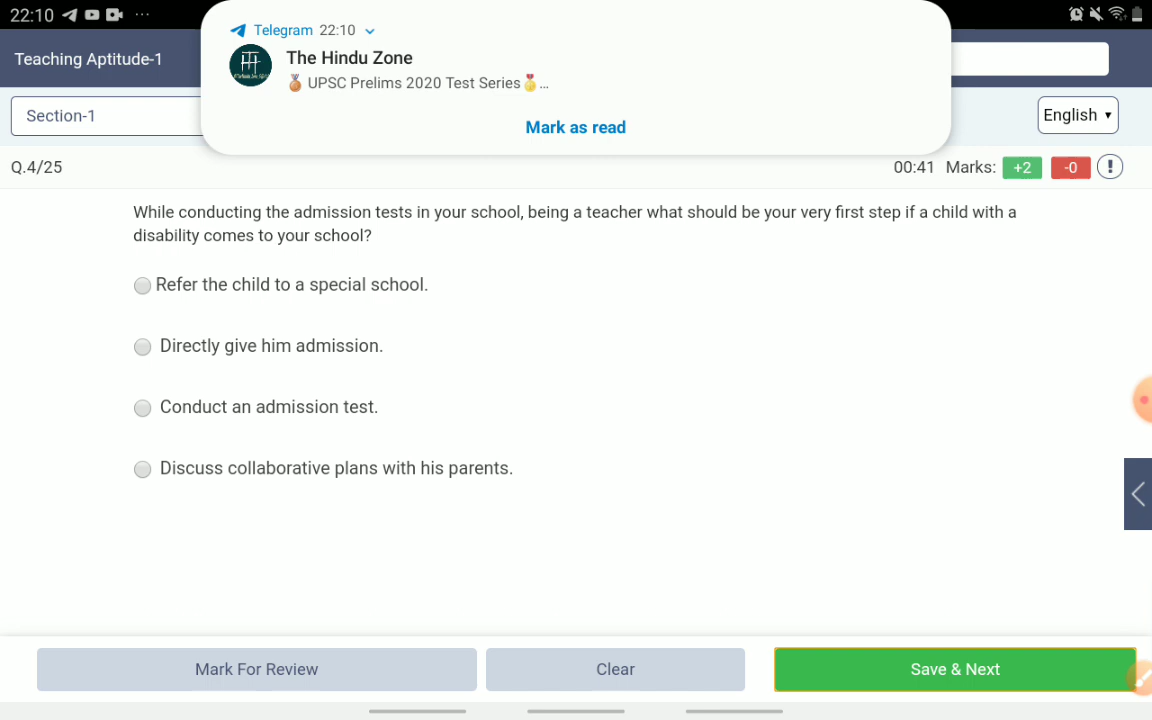 22:10
Telegram 22:10
The Hindu Zone
UPSC Prelims 2020 Test Series...
Mark as read
Teaching Aptitude-1
Section-1
English
Q.4/25
00:41 Marks: +2 -0 !
While conducting the admission tests in your school, being a teacher what should be your very first step if a child with a
disability comes to your school?
Refer the child to a special school.
Directly give him admission.
Conduct an admission test.
Discuss collaborative plans with his parents.
Mark For Review
Clear
Save & Next